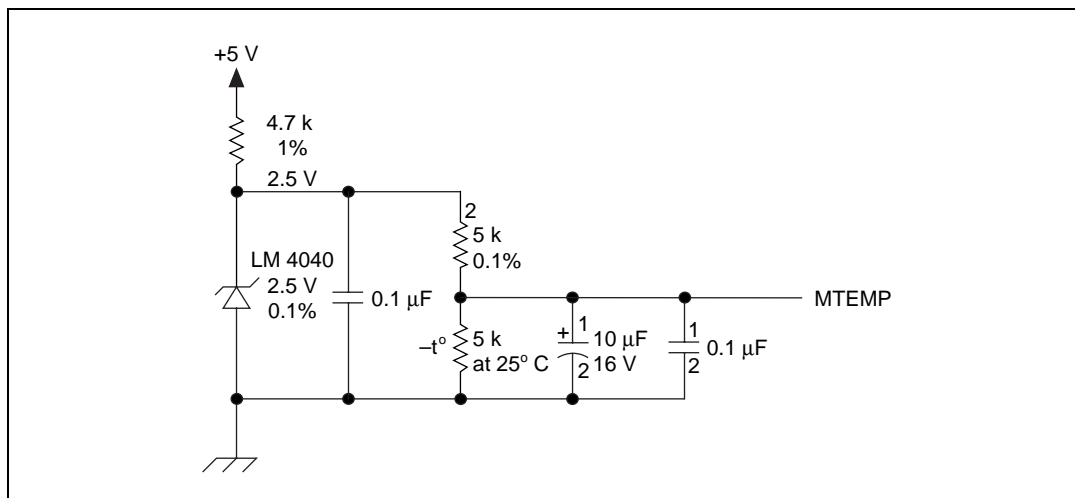 +5 V
4.7 k
1%
2.5 V
2
5 k
0.1%
LM 4040
2.5 V
0.1%
0.1 μF
MTEMP
–t°
5 k
at 25° C
+
1
10 μF
2
16 V
1
0.1 μF
2